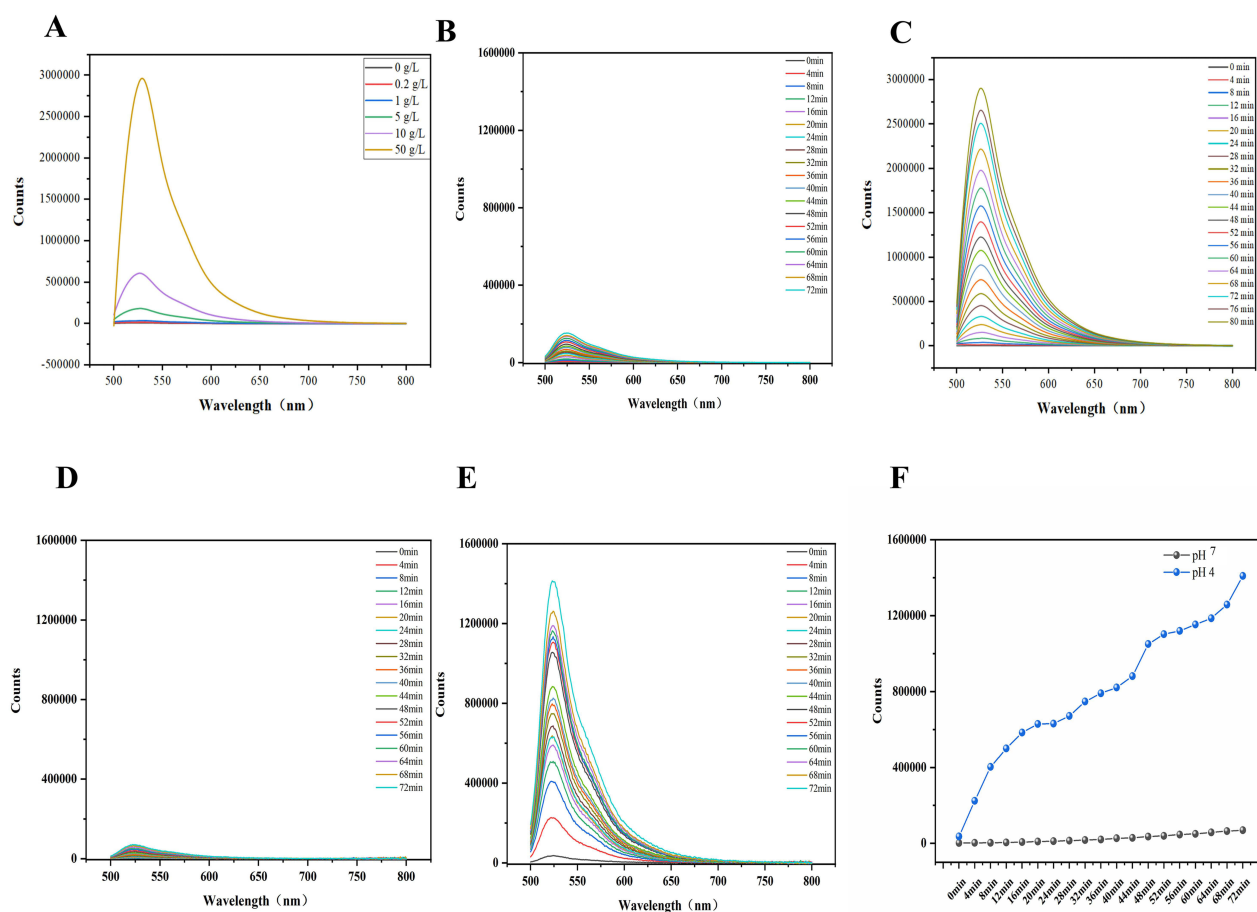 A
3000000
2500000
2000000
1500000
1000000
500000
0
-500000
Counts
500 550 600 650 700 750 800
Wavelength（nm）
0 g/L
0.2 g/L
1 g/L
5 g/L
10 g/L
50 g/L
B
1600000
1200000
800000
400000
0
Counts
500 550 600 650 700 750 800
Wavelength（nm）
0min
4min
8min
12min
16min
20min
24min
28min
32min
36min
40min
44min
48min
52min
56min
60min
64min
68min
72min
C
3000000
2500000
2000000
1500000
1000000
500000
0
Counts
500 550 600 650 700 750 800
Wavelength（nm）
0 min
4 min
8 min
12 min
16 min
20 min
24 min
28 min
32 min
36 min
40 min
44 min
48 min
52 min
56 min
60 min
64 min
68 min
72 min
76 min
80 min
D
1600000
1200000
800000
400000
0
Counts
500 550 600 650 700 750 800
Wavelength（nm）
0min
4min
8min
12min
16min
20min
24min
28min
32min
36min
40min
44min
48min
52min
56min
60min
64min
68min
72min
E
1600000
1200000
800000
400000
0
Counts
500 550 600 650 700 750 800
Wavelength（nm）
0min
4min
8min
12min
16min
20min
24min
28min
32min
36min
40min
44min
48min
52min
56min
60min
64min
68min
72min
F
1600000
1200000
800000
400000
0
Counts
pH 7
pH 4
0min 4min 8min 12min 16min 20min 24min 28min 32min 36min 40min 44min 48min 52min 56min 60min 64min 68min 72min